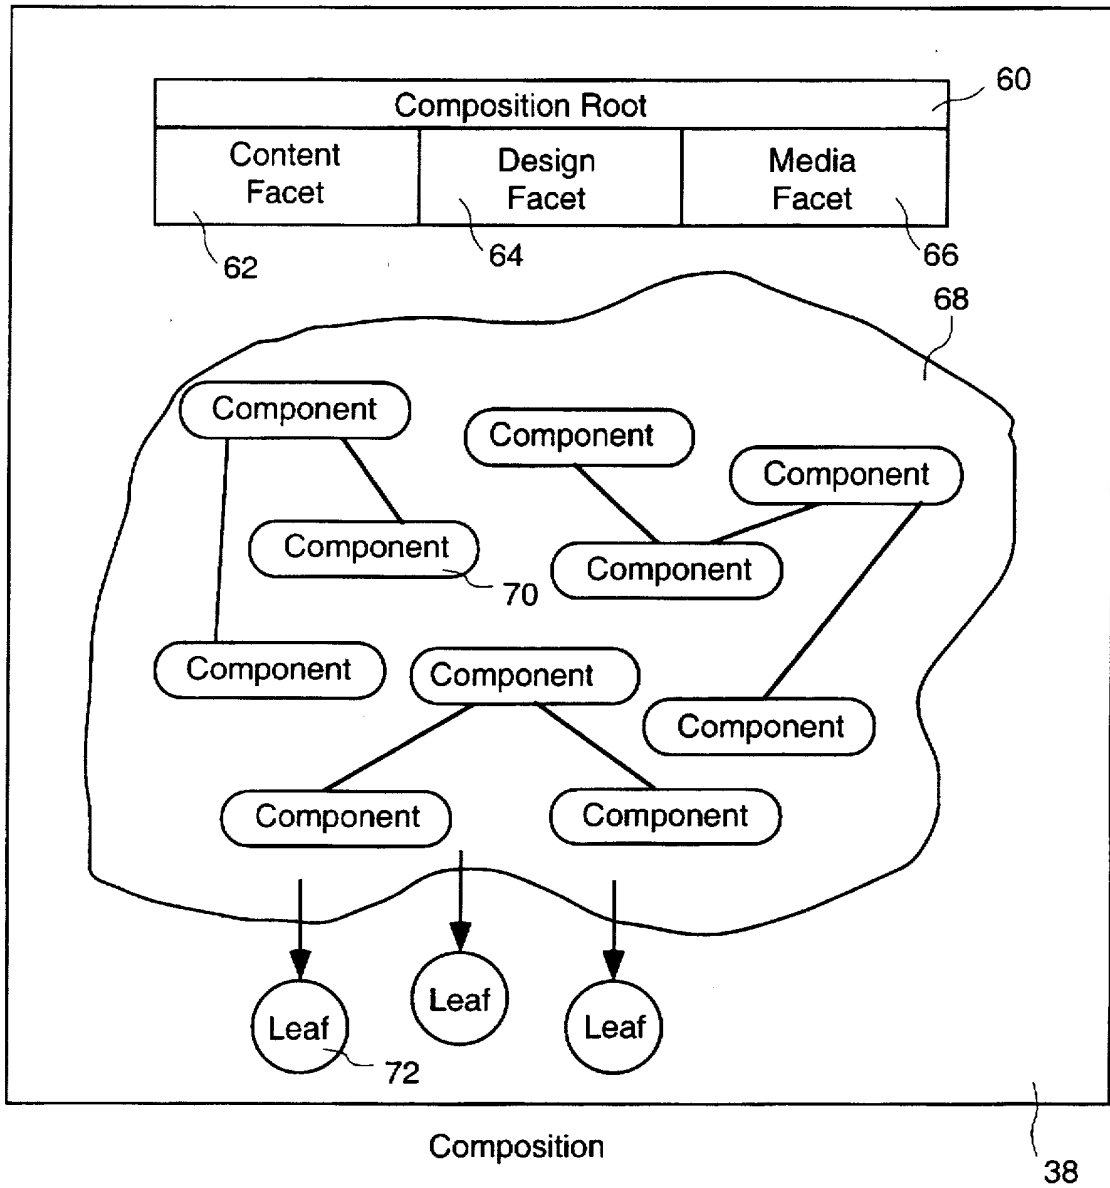 60
Composition Root
Content
Facet
Design
Facet
Media
Facet
62
64
66
68
Component
Component
Component
Component
70
Component
Component
Component
Component
Component
Component
Leaf
Leaf
Leaf
72
Composition
38